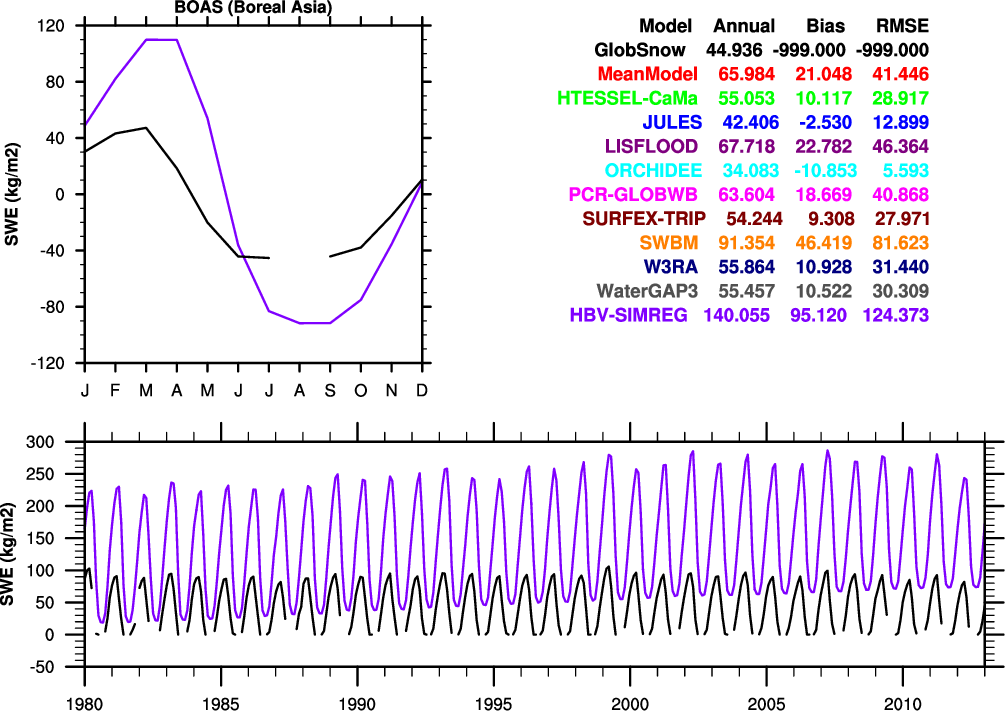 BOAS (Boreal Asia)
120
80
40
0
-40
-80
-120
SWE (kg/m2)
J F M A M J J A S O N D
Model Annual Bias RMSE
GlobSnow 44.936 -999.000 -999.000
MeanModel 65.984 21.048 41.446
HTESSEL-CaMa 55.053 10.117 28.917
JULES 42.406 -2.530 12.899
LISFLOOD 67.718 22.782 46.364
ORCHIDEE 34.083 -10.853 5.593
PCR-GLOBWB 63.604 18.669 40.868
SURFEX-TRIP 54.244 9.308 27.971
SWBM 91.354 46.419 81.623
W3RA 55.864 10.928 31.440
WaterGAP3 55.457 10.522 30.309
HBV-SIMREG 140.055 95.120 124.373
300
250
200
150
100
50
0
-50
SWE (kg/m2)
1980 1985 1990 1995 2000 2005 2010